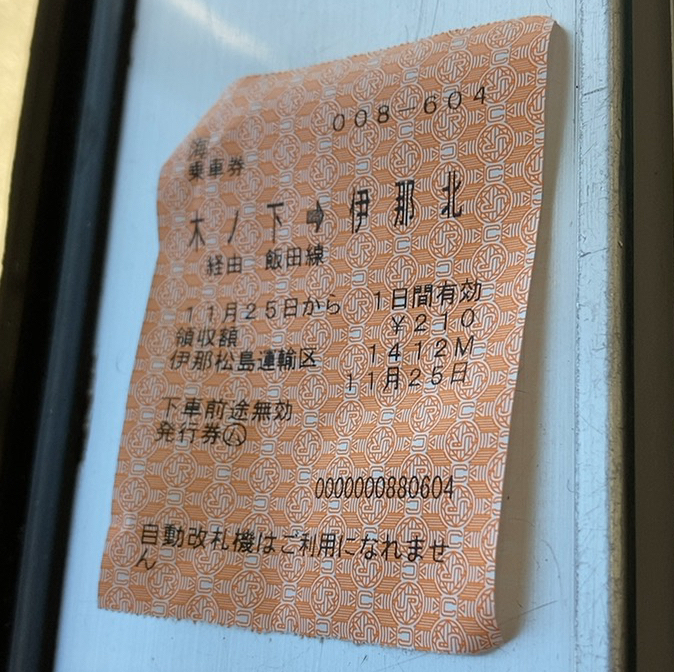 008-604
海
乗車券
木ノ下➡伊那北
経由 飯田線
11月25日から 1日間有効
領収額 ¥210
伊那松島運輸区 1412M
11月25日
下車前途無効
発行券㋩
0000000880604
自動改札機はご利用になれませ
ん